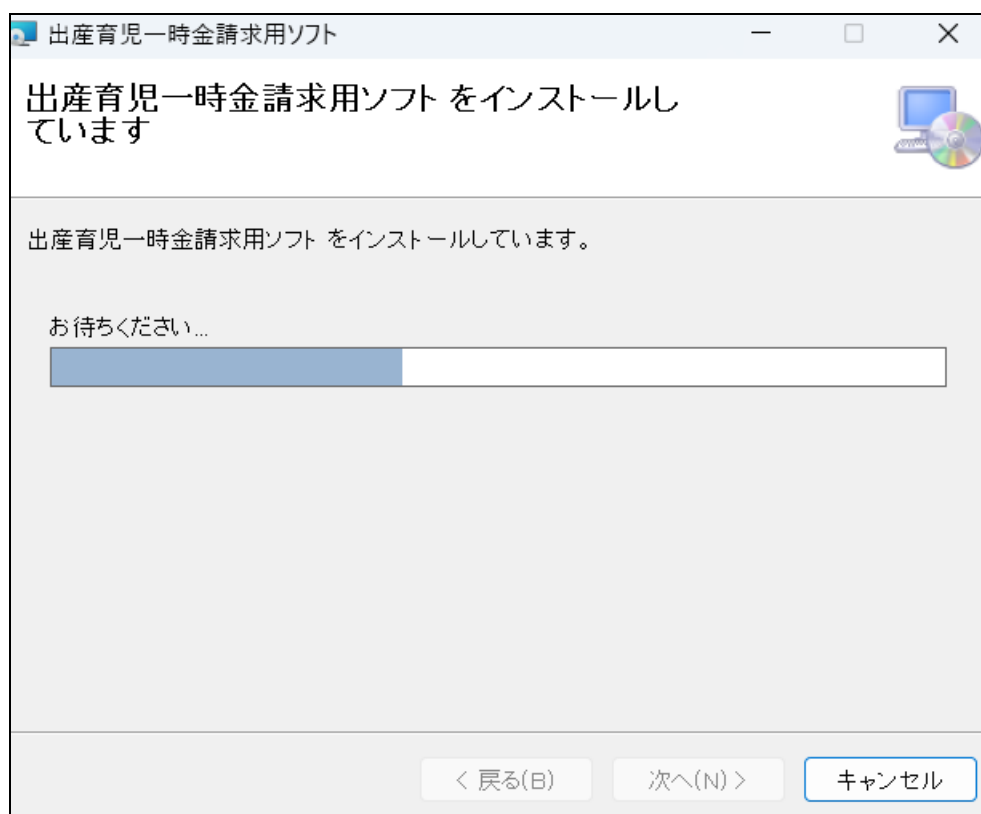 出産育児一時金請求用ソフト
出産育児一時金請求用ソフト をインストールし
ています
出産育児一時金請求用ソフト をインストールしています。
お待ちください...
< 戻る(B)
次へ(N) >
キャンセル